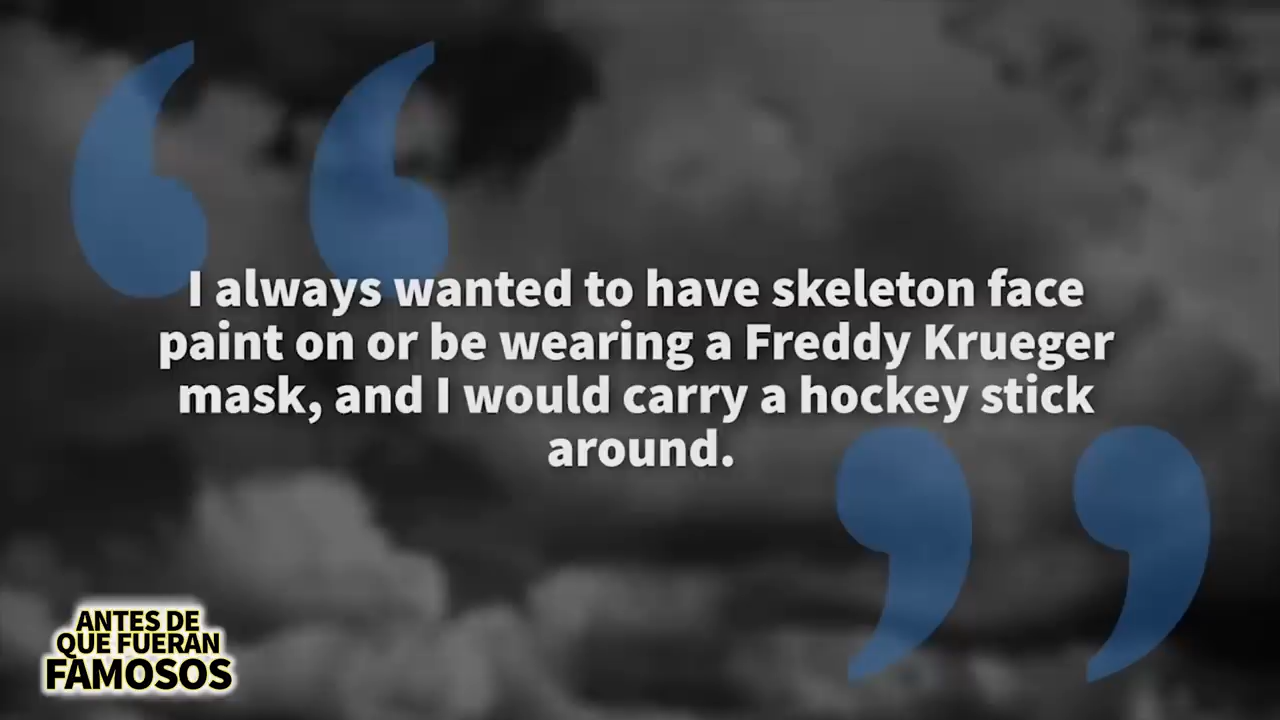 I always wanted to have skeleton face
paint on or be wearing a Freddy Krueger
mask, and I would carry a hockey stick
around.
ANTES DE
QUE FUERAN
FAMOSOS